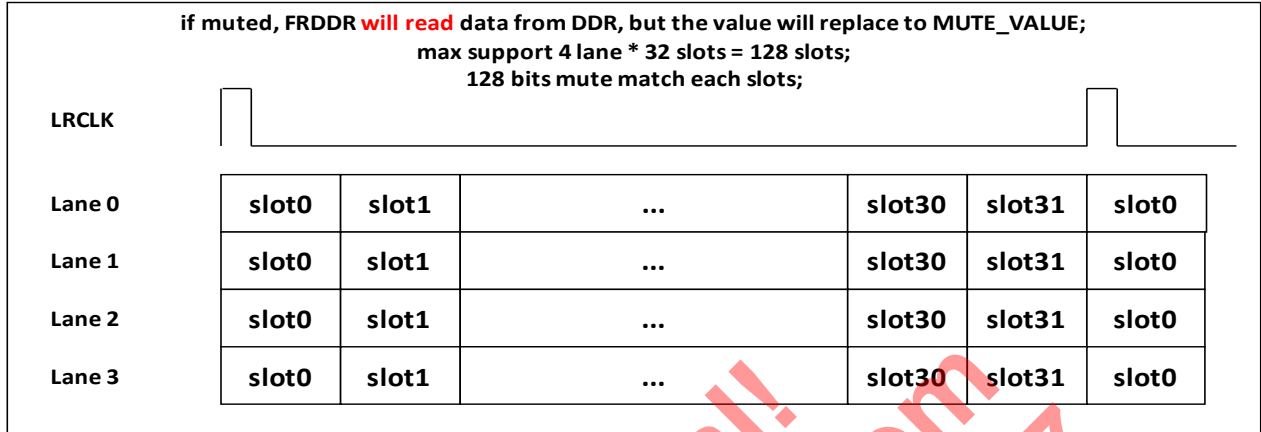 if muted, FRDDR will read data from DDR, but the value will replace to MUTE_VALUE;
max support 4 lane * 32 slots = 128 slots;
128 bits mute match each slots;
LRCLK
Lane 0 slot0 slot1 ... slot30 slot31 slot0
Lane 1 slot0 slot1 ... slot30 slot31 slot0
Lane 2 slot0 slot1 ... slot30 slot31 slot0
Lane 3 slot0 slot1 ... slot30 slot31 slot0